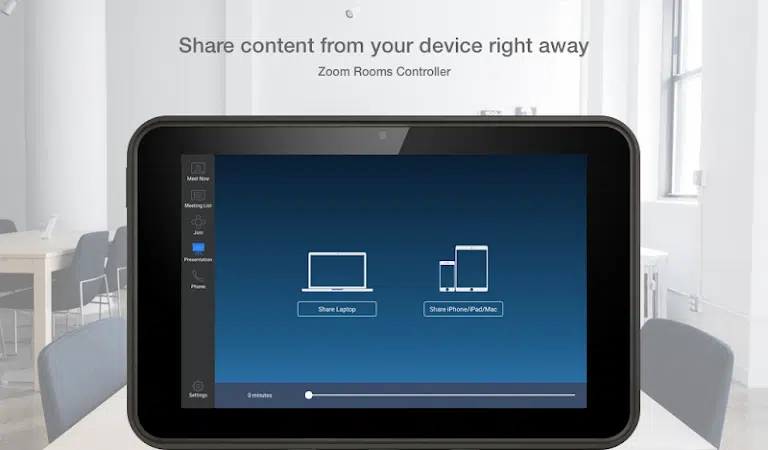 Share content from your device right away
Zoom Rooms Controller
Meet Now
Meeting List
Join
Presentation
Phone
Share Laptop
Share iPhone/iPad/Mac
Settings
0 minutes